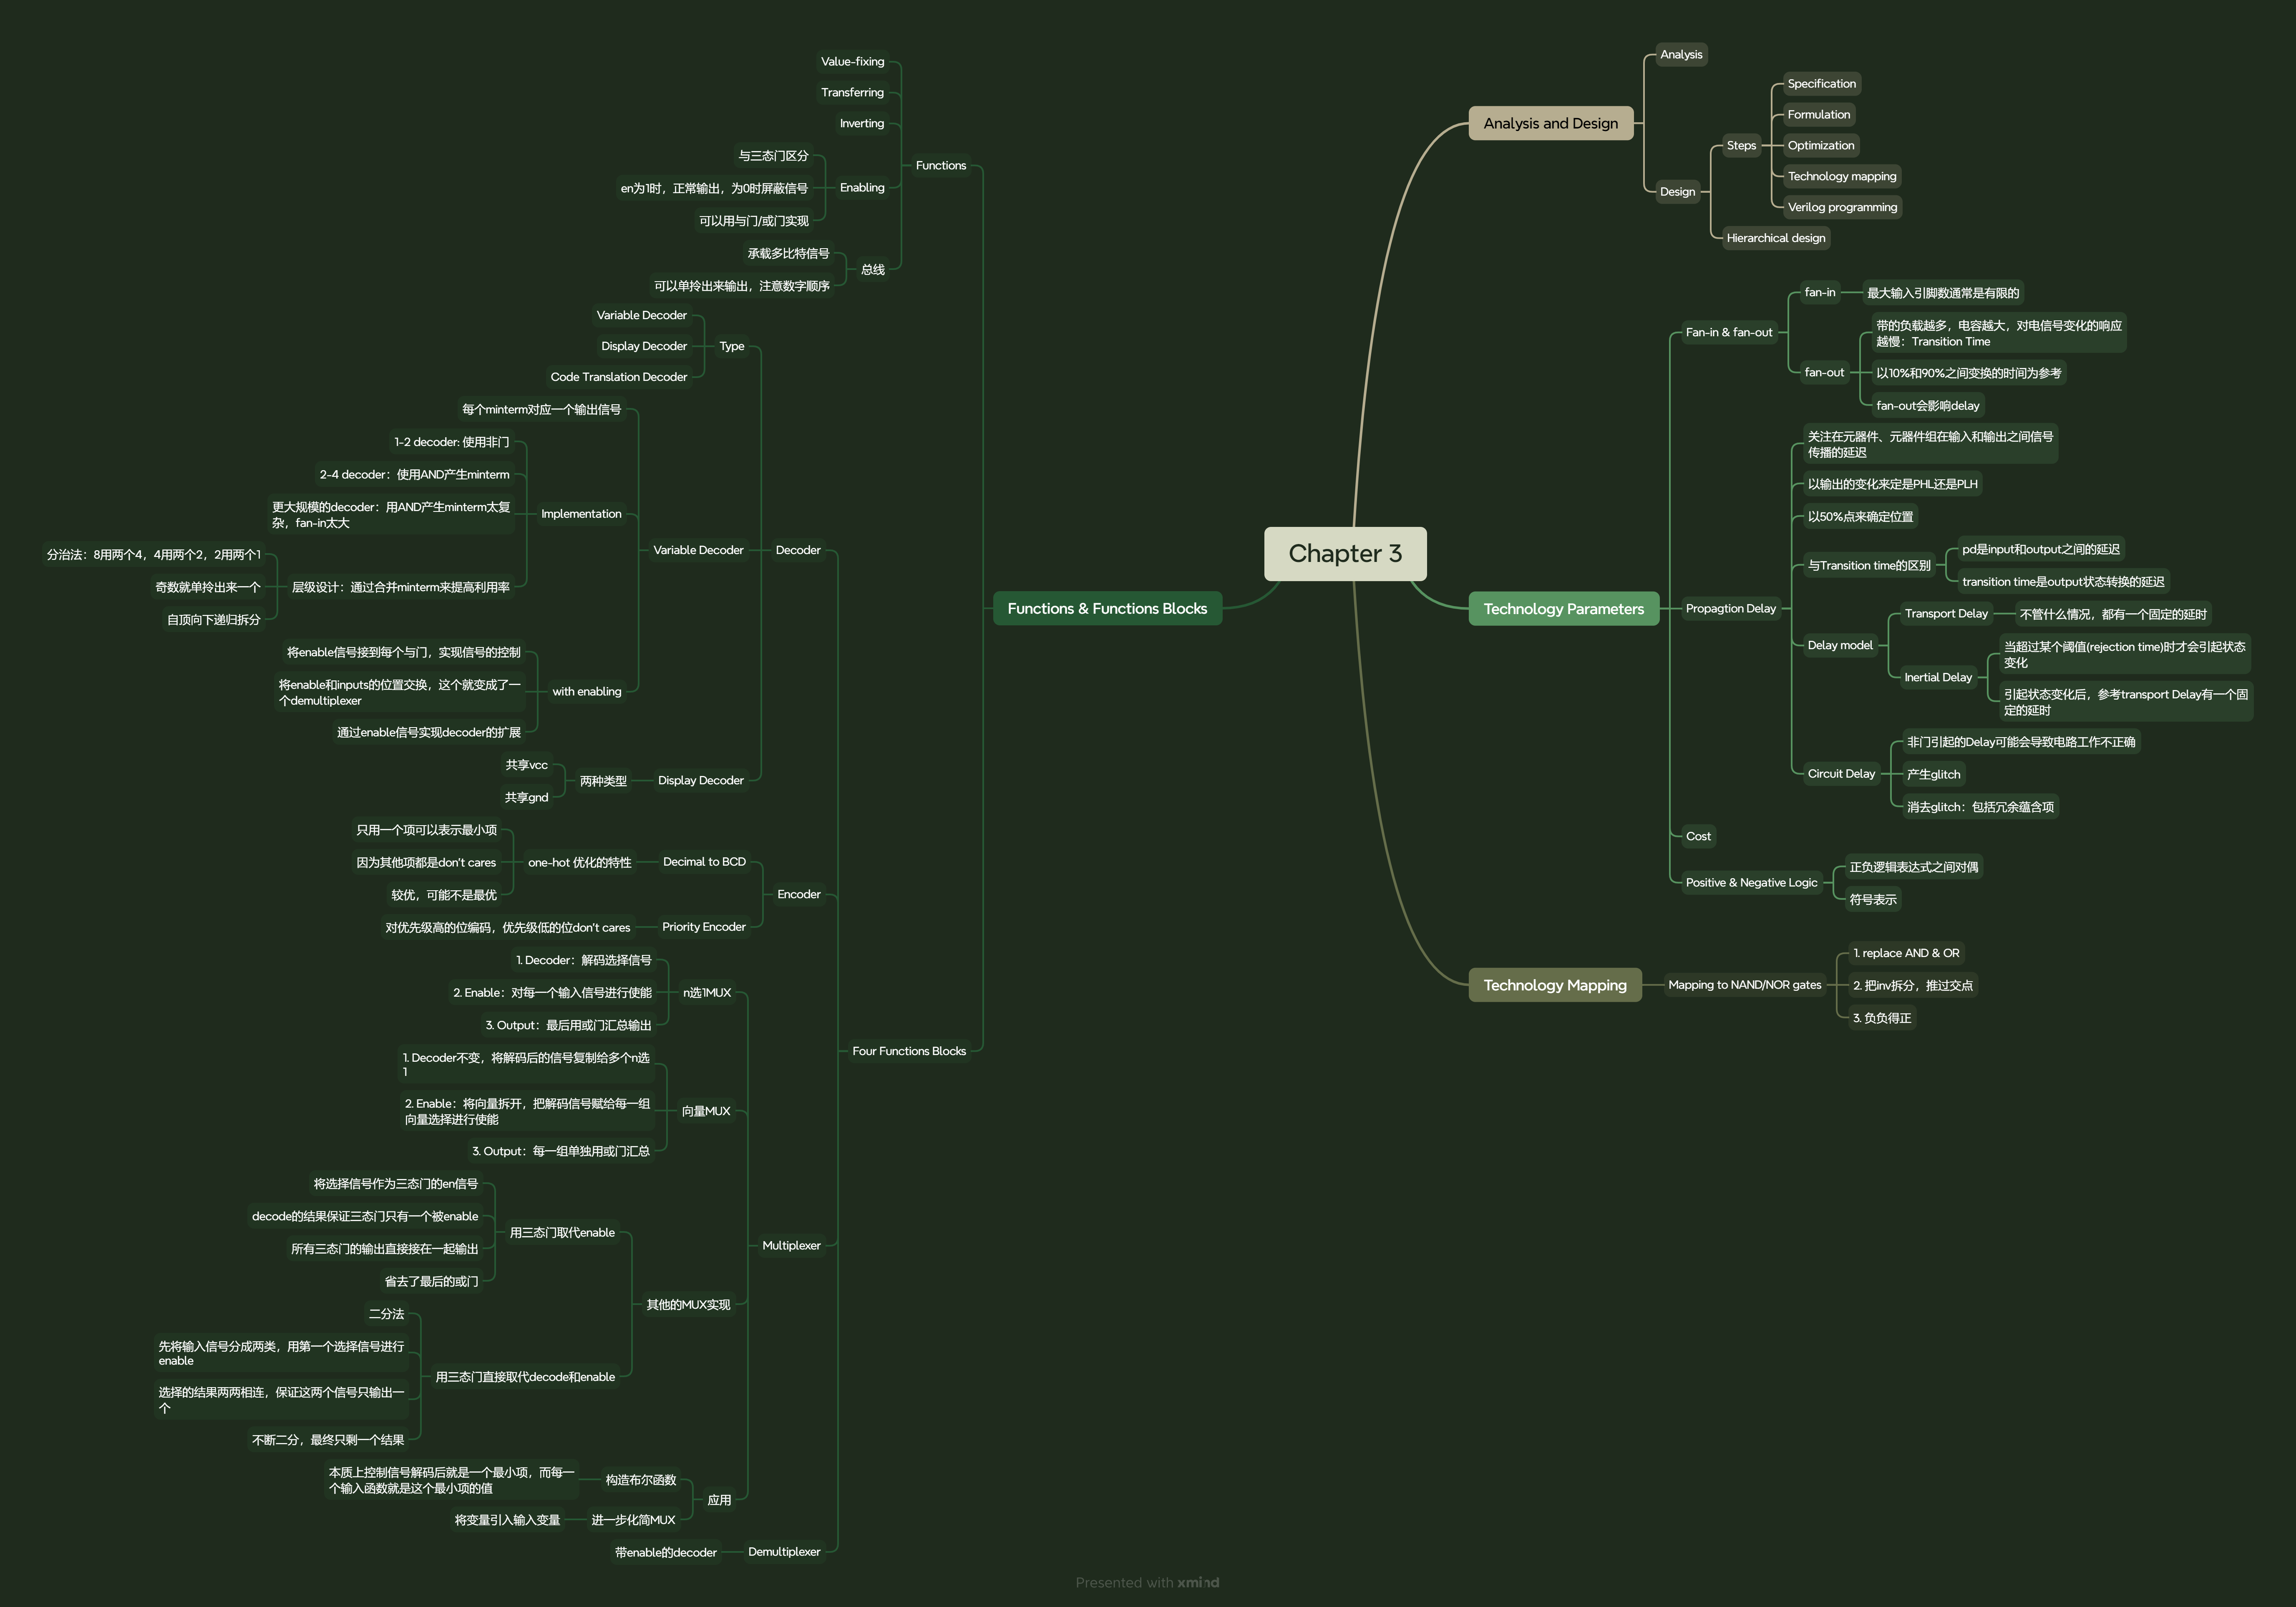 Chapter 3
Analysis and Design
Analysis
Design
Steps
Specification
Formulation
Optimization
Technology mapping
Verilog programming
Hierarchical design
Technology Parameters
Fan-in & fan-out
fan-in
最大输入引脚数通常是有限的
fan-out
带的负载越多，电容越大，对电信号变化的响应
越慢：Transition Time
以10%和90%之间变换的时间为参考
fan-out会影响delay
Propagtion Delay
关注在元器件、元器件组在输入和输出之间信号
传播的延迟
以输出的变化来定是PHL还是PLH
以50%点来确定位置
与Transition time的区别
pd是input和output之间的延迟
transition time是output状态转换的延迟
Delay model
Transport Delay
不管什么情况，都有一个固定的延时
Inertial Delay
当超过某个阈值(rejection time)时才会引起状态
变化
引起状态变化后，参考transport Delay有一个固
定的延时
Circuit Delay
非门引起的Delay可能会导致电路工作不正确
产生glitch
消去glitch：包括冗余蕴含项
Cost
Positive & Negative Logic
正负逻辑表达式之间对偶
符号表示
Technology Mapping
Mapping to NAND/NOR gates
1. replace AND & OR
2. 把inv拆分，推过交点
3. 负负得正
Functions & Functions Blocks
Functions
Value-fixing
Transferring
Inverting
Enabling
与三态门区分
en为1时，正常输出，为0时屏蔽信号
可以用与门/或门实现
总线
承载多比特信号
可以单拎出来输出，注意数字顺序
Four Functions Blocks
Decoder
Type
Variable Decoder
Display Decoder
Code Translation Decoder
Variable Decoder
每个minterm对应一个输出信号
Implementation
1-2 decoder: 使用非门
2-4 decoder：使用AND产生minterm
更大规模的decoder：用AND产生minterm太复
杂，fan-in太大
层级设计：通过合并minterm来提高利用率
分治法：8用两个4，4用两个2，2用两个1
奇数就单拎出来一个
自顶向下递归拆分
with enabling
将enable信号接到每个与门，实现信号的控制
将enable和inputs的位置交换，这个就变成了一
个demultiplexer
通过enable信号实现decoder的扩展
Display Decoder
两种类型
共享vcc
共享gnd
Encoder
Decimal to BCD
one-hot 优化的特性
只用一个项可以表示最小项
因为其他项都是don't cares
较优，可能不是最优
Priority Encoder
对优先级高的位编码，优先级低的位don't cares
Multiplexer
n选1MUX
1. Decoder：解码选择信号
2. Enable：对每一个输入信号进行使能
3. Output：最后用或门汇总输出
向量MUX
1. Decoder不变，将解码后的信号复制给多个n选
1
2. Enable：将向量拆开，把解码信号赋给每一组
向量选择进行使能
3. Output：每一组单独用或门汇总
其他的MUX实现
用三态门取代enable
将选择信号作为三态门的en信号
decode的结果保证三态门只有一个被enable
所有三态门的输出直接接在一起输出
省去了最后的或门
用三态门直接取代decode和enable
二分法
先将输入信号分成两类，用第一个选择信号进行
enable
选择的结果两两相连，保证这两个信号只输出一
个
不断二分，最终只剩一个结果
应用
构造布尔函数
本质上控制信号解码后就是一个最小项，而每一
个输入函数就是这个最小项的值
进一步化简MUX
将变量引入输入变量
Demultiplexer
带enable的decoder
Presented with xmind